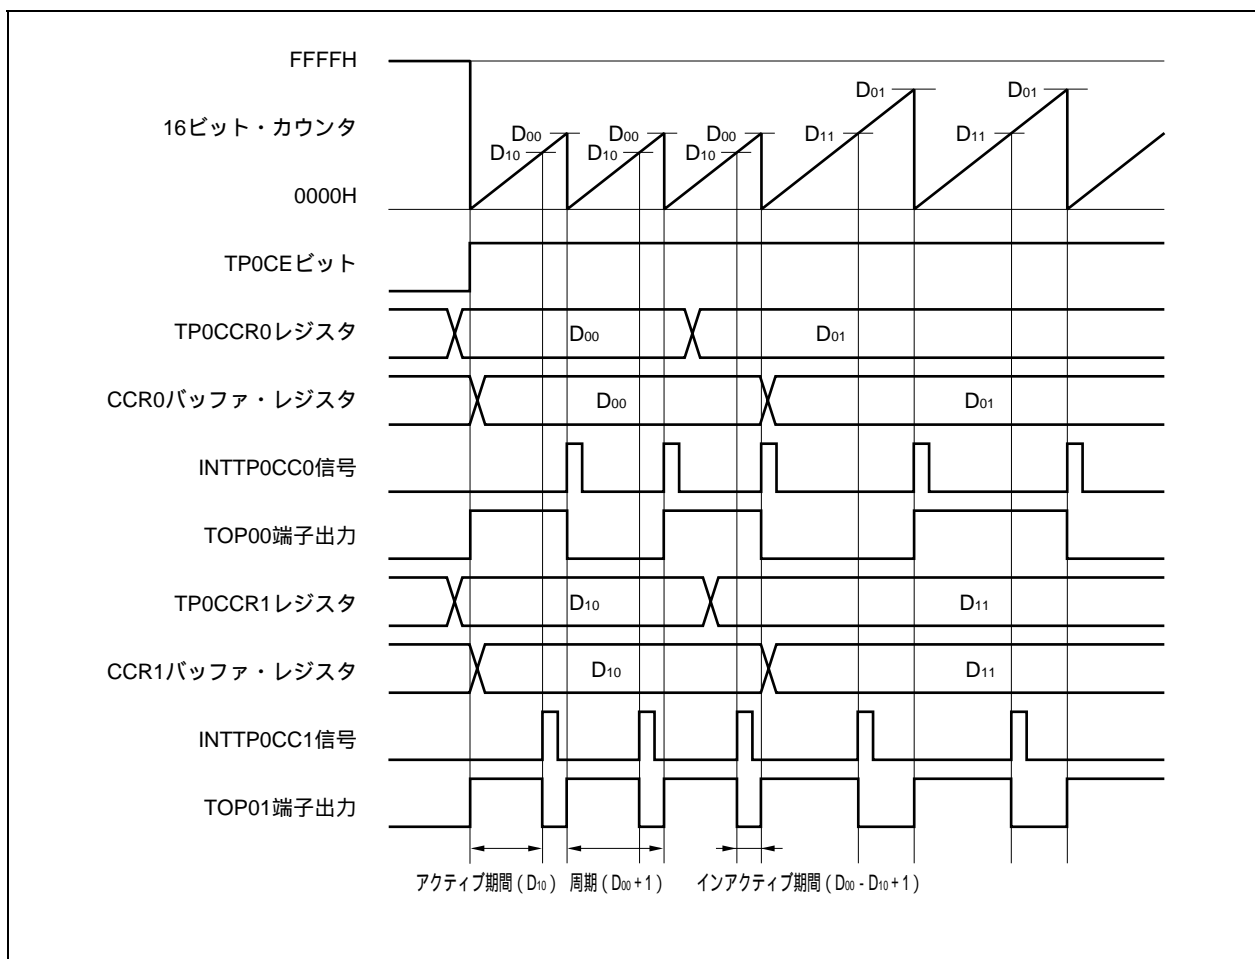 FFFFH
D01 D01
16ビット・カウンタ
D00 D00 D00 D11 D11
D10 D10 D10
0000H
TP0CEビット
TP0CCR0レジスタ D00 D01
CCR0バッファ・レジスタ D00 D01
INTTP0CC0信号
TOP00端子出力
TP0CCR1レジスタ D10 D11
CCR1バッファ・レジスタ D10 D11
INTTP0CC1信号
TOP01端子出力
アクティブ期間(D10) 周期(D00+1) インアクティブ期間(D00-D10+1)